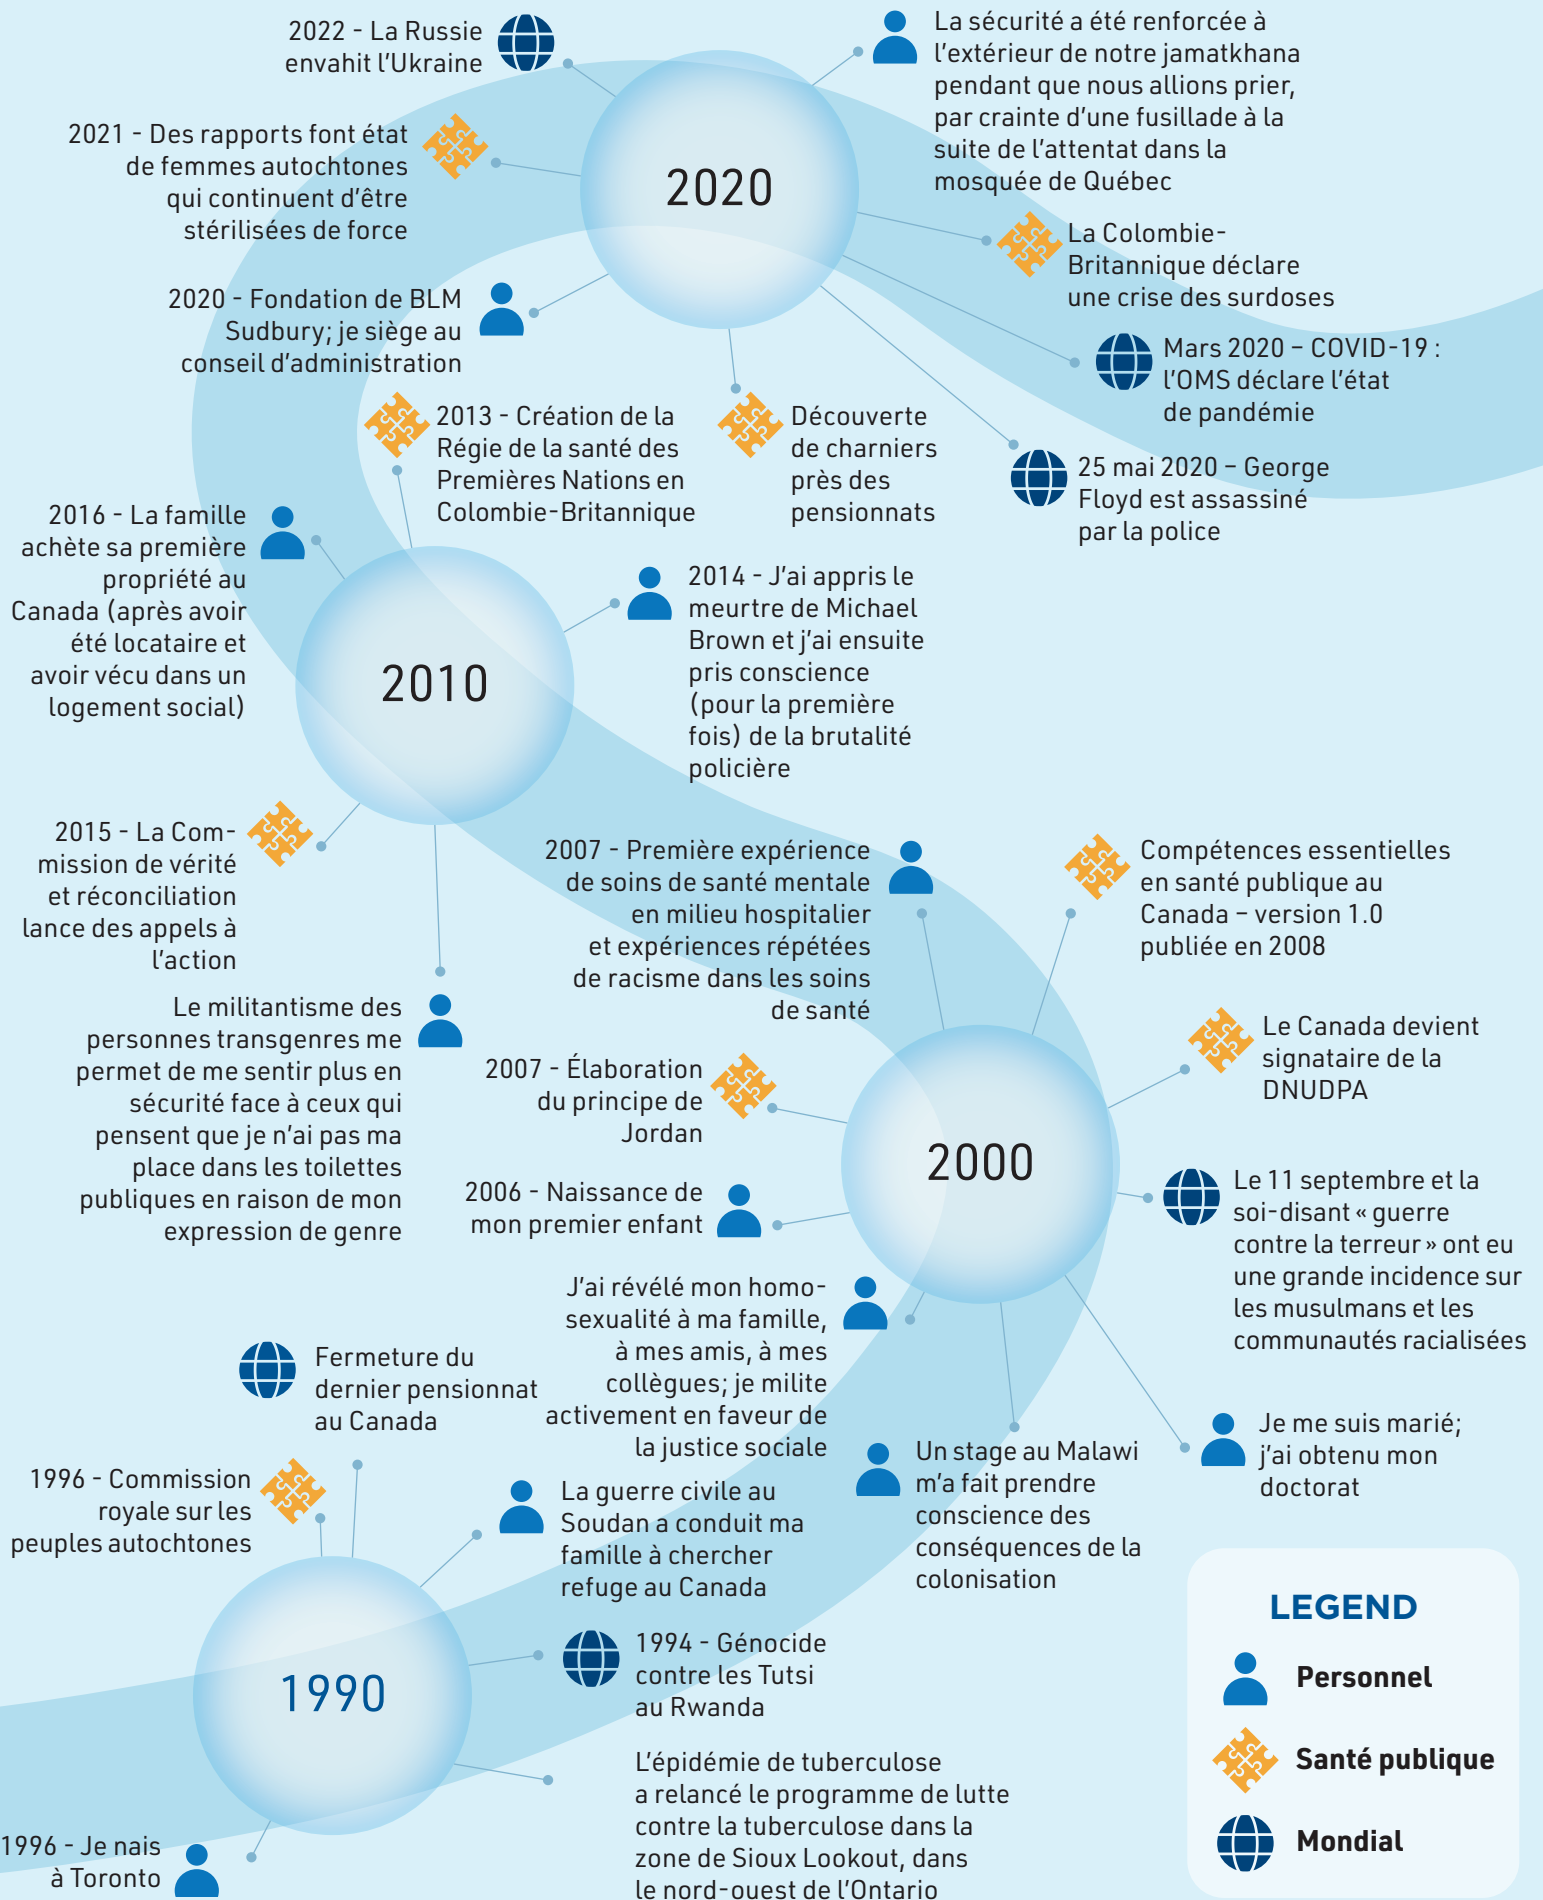 2022 - La Russie
envahit l'Ukraine
La sécurité a été renforcée à
l'extérieur de notre jamatkhana
pendant que nous allions prier,
par crainte d'une fusillade à la
suite de l'attentat dans la
mosquée de Québec
2021 - Des rapports font état
de femmes autochtones
qui continuent d'être
stérilisées de force
2020
La Colombie-
Britannique déclare
une crise des surdoses
2020 - Fondation de BLM
Sudbury; je siège au
conseil d'administration
Mars 2020 – COVID-19 :
l'OMS déclare l'état
de pandémie
2013 - Création de la
Régie de la santé des
Premières Nations en
Colombie-Britannique
Découverte
de charniers
près des
pensionnats
25 mai 2020 – George
Floyd est assassiné
par la police
2016 - La famille
achète sa première
propriété au
Canada (après avoir
été locataire et
avoir vécu dans un
logement social)
2010
2014 - J'ai appris le
meurtre de Michael
Brown et j'ai ensuite
pris conscience
(pour la première
fois) de la brutalité
policière
2015 - La Com-
mission de vérité
et réconciliation
lance des appels à
l'action
2007 - Première expérience
de soins de santé mentale
en milieu hospitalier
et expériences répétées
de racisme dans les soins
de santé
Compétences essentielles
en santé publique au
Canada – version 1.0
publiée en 2008
Le militantisme des
personnes transgenres me
permet de me sentir plus en
sécurité face à ceux qui
pensent que je n'ai pas ma
place dans les toilettes
publiques en raison de mon
expression de genre
2007 - Élaboration
du principe de
Jordan
Le Canada devient
signataire de la
DNUDPA
2000
2006 - Naissance de
mon premier enfant
Le 11 septembre et la
soi-disant « guerre
contre la terreur » ont eu
une grande incidence sur
les musulmans et les
communautés racialisées
J'ai révélé mon homo-
sexualité à ma famille,
à mes amis, à mes
collègues; je milite
activement en faveur de
la justice sociale
Fermeture du
dernier pensionnat
au Canada
Un stage au Malawi
m'a fait prendre
conscience des
conséquences de la
colonisation
Je me suis marié;
j'ai obtenu mon
doctorat
1996 - Commission
royale sur les
peuples autochtones
La guerre civile au
Soudan a conduit ma
famille à chercher
refuge au Canada
1990
1994 - Génocide
contre les Tutsi
au Rwanda
L'épidémie de tuberculose
a relancé le programme de lutte
contre la tuberculose dans la
zone de Sioux Lookout, dans
le nord-ouest de l'Ontario
1996 - Je nais
à Toronto
LEGEND
Personnel
Santé publique
Mondial